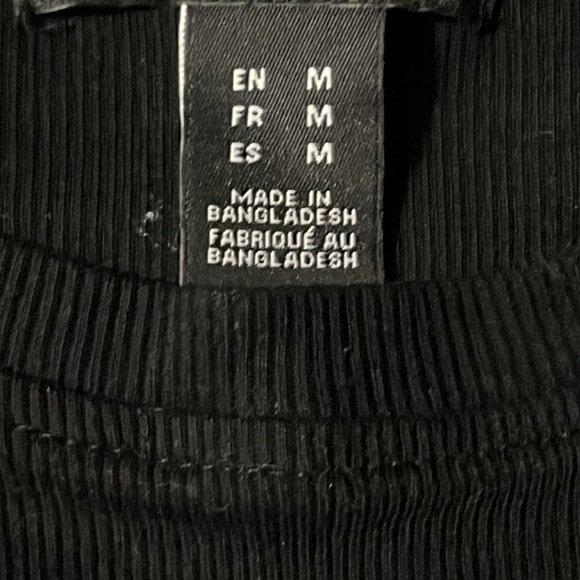 EN M
FR M
ES M
MADE IN
BANGLADESH
FABRIQUÉ AU
BANGLADESH